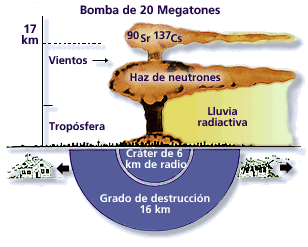 Bomba de 20 Megatones
17
km
90Sr 137Cs
Vientos
Haz de neutrones
Lluvia
radiactiva
Tropósfera
Cráter de 6
km de radio
Grado de destrucción
16 km